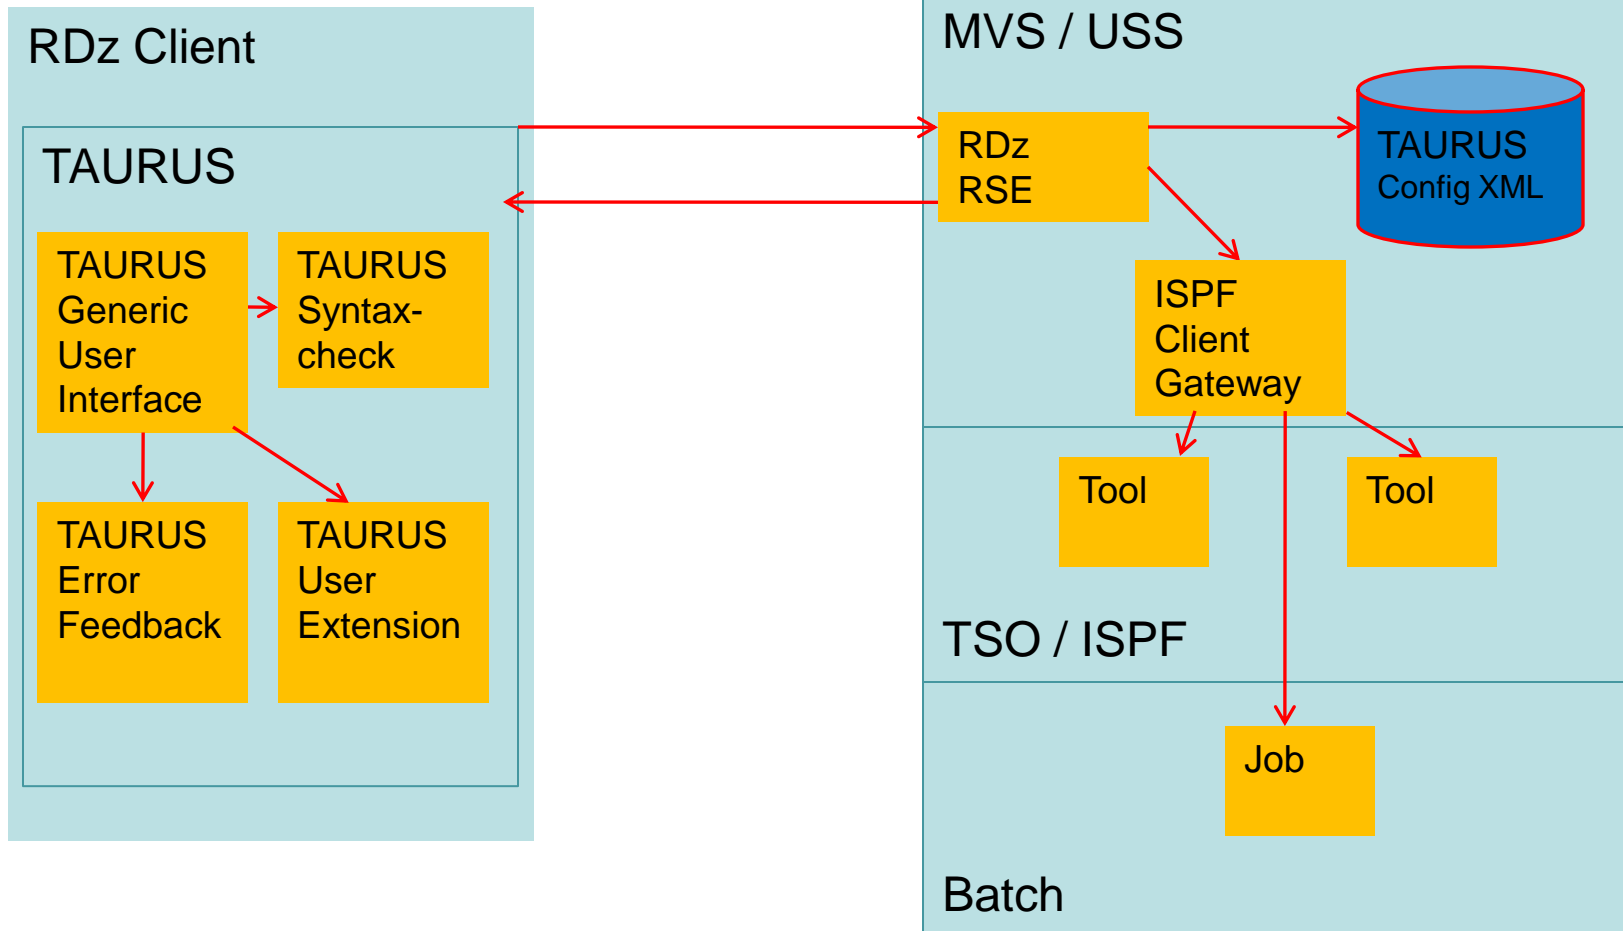 RDz Client
TAURUS
TAURUS
Generic
User
Interface
TAURUS
Syntax-
check
TAURUS
Error
Feedback
TAURUS
User
Extension
MVS / USS
RDz
RSE
TAURUS
Config XML
ISPF
Client
Gateway
Tool
Tool
TSO / ISPF
Job
Batch